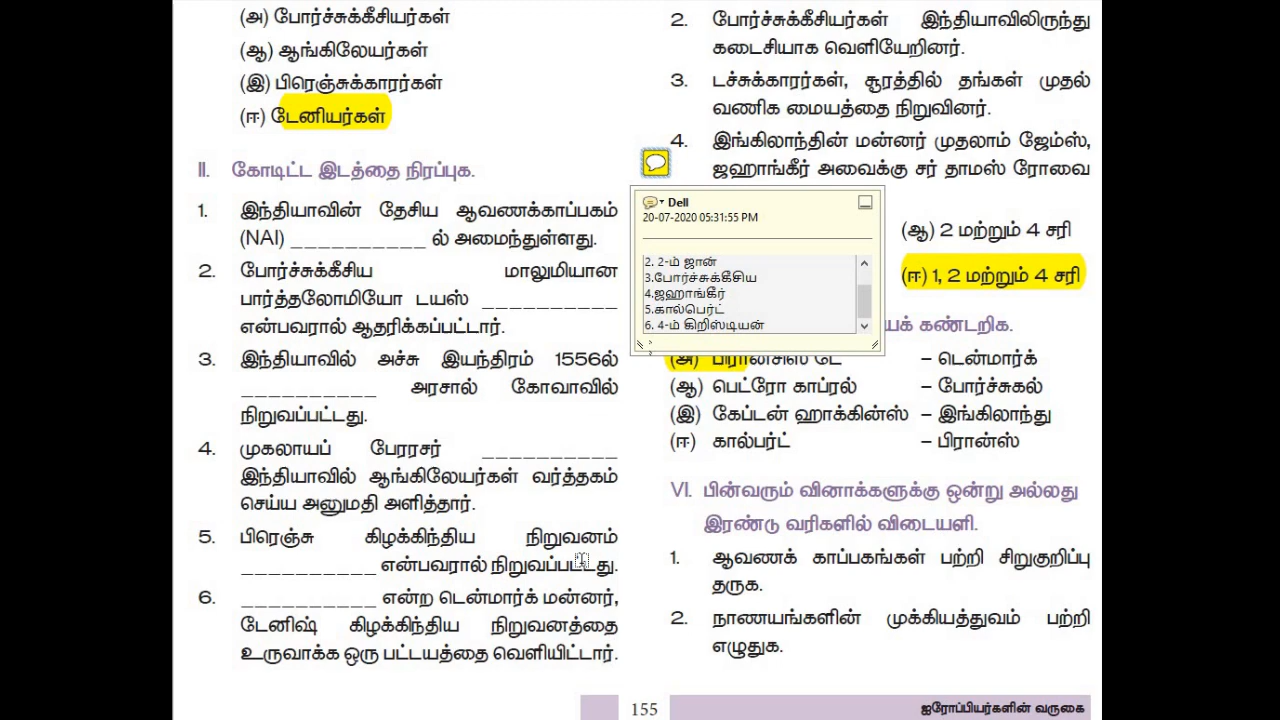 (அ) போர்ச்சுக்கீசியர்கள்
(ஆ) ஆங்கிலேயர்கள்
(இ) பிரெஞ்சுக்காரர்கள்
(ஈ) டேனியர்கள்
II. கோடிட்ட இடத்தை நிரப்புக.
1. இந்தியாவின் தேசிய ஆவணக்காப்பகம்
(NAI) __________ ல் அமைந்துள்ளது.
2. போர்ச்சுக்கீசிய மாலுமியான
பார்த்தலோமியோ டயஸ் __________
என்பவரால் ஆதரிக்கப்பட்டார்.
3. இந்தியாவில் அச்சு இயந்திரம் 1556ல்
__________ அரசால் கோவாவில்
நிறுவப்பட்டது.
4. முகலாயப் பேரரசர் __________
இந்தியாவில் ஆங்கிலேயர்கள் வர்த்தகம்
செய்ய அனுமதி அளித்தார்.
5. பிரெஞ்சு கிழக்கிந்திய நிறுவனம்
__________ என்பவரால் நிறுவப்பட்டது.
6. __________ என்ற டென்மார்க் மன்னர்,
டேனிஷ் கிழக்கிந்திய நிறுவனத்தை
உருவாக்க ஒரு பட்டயத்தை வெளியிட்டார்.
2. போர்ச்சுக்கீசியர்கள் இந்தியாவிலிருந்து
கடைசியாக வெளியேறினர்.
3. டச்சுக்காரர்கள், சூரத்தில் தங்கள் முதல்
வணிக மையத்தை நிறுவினர்.
4. இங்கிலாந்தின் மன்னர் முதலாம் ஜேம்ஸ்,
ஜஹாங்கீர் அவைக்கு சர் தாமஸ் ரோவை
Dell
20-07-2020 05:31:55 PM
2. 2-ம் ஜான்
3.போர்ச்சுக்கீசிய
4.ஜஹாங்கீர்
5.கால்பெர்ட்
6. 4-ம் கிறிஸ்டியன்
(ஆ) 2 மற்றும் 4 சரி
(ஈ) 1, 2 மற்றும் 4 சரி
கண்டறிக.
(அ) பிரான்சிஸ் டே – டென்மார்க்
(ஆ) பெட்ரோ காப்ரல் – போர்ச்சுகல்
(இ) கேப்டன் ஹாக்கின்ஸ் – இங்கிலாந்து
(ஈ) கால்பர்ட் – பிரான்ஸ்
VI. பின்வரும் வினாக்களுக்கு ஒன்று அல்லது
இரண்டு வரிகளில் விடையளி.
1. ஆவணக் காப்பகங்கள் பற்றி சிறுகுறிப்பு
தருக.
2. நாணயங்களின் முக்கியத்துவம் பற்றி
எழுதுக.
155
ஐரோப்பியர்களின் வருகை